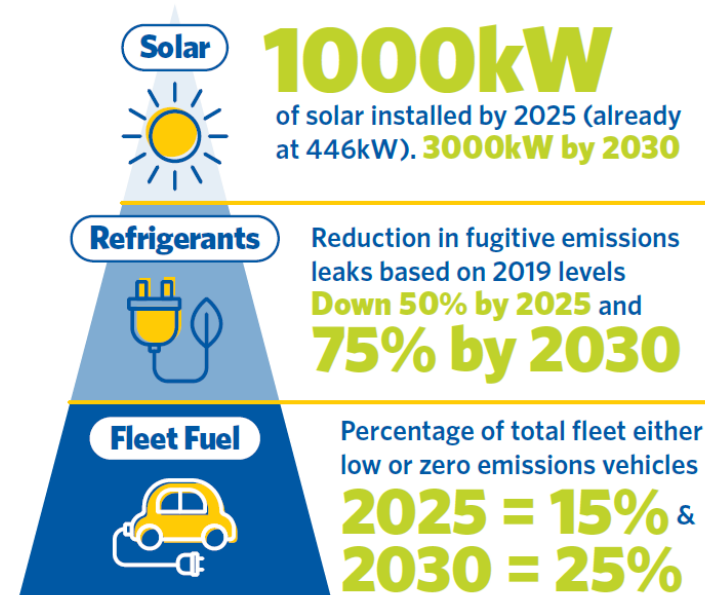 Solar
1000kW
of solar installed by 2025 (already
at 446kW). 3000kW by 2030
Refrigerants
Reduction in fugitive emissions
leaks based on 2019 levels
Down 50% by 2025 and
75% by 2030
Fleet Fuel
Percentage of total fleet either
low or zero emissions vehicles
2025 = 15% &
2030 = 25%